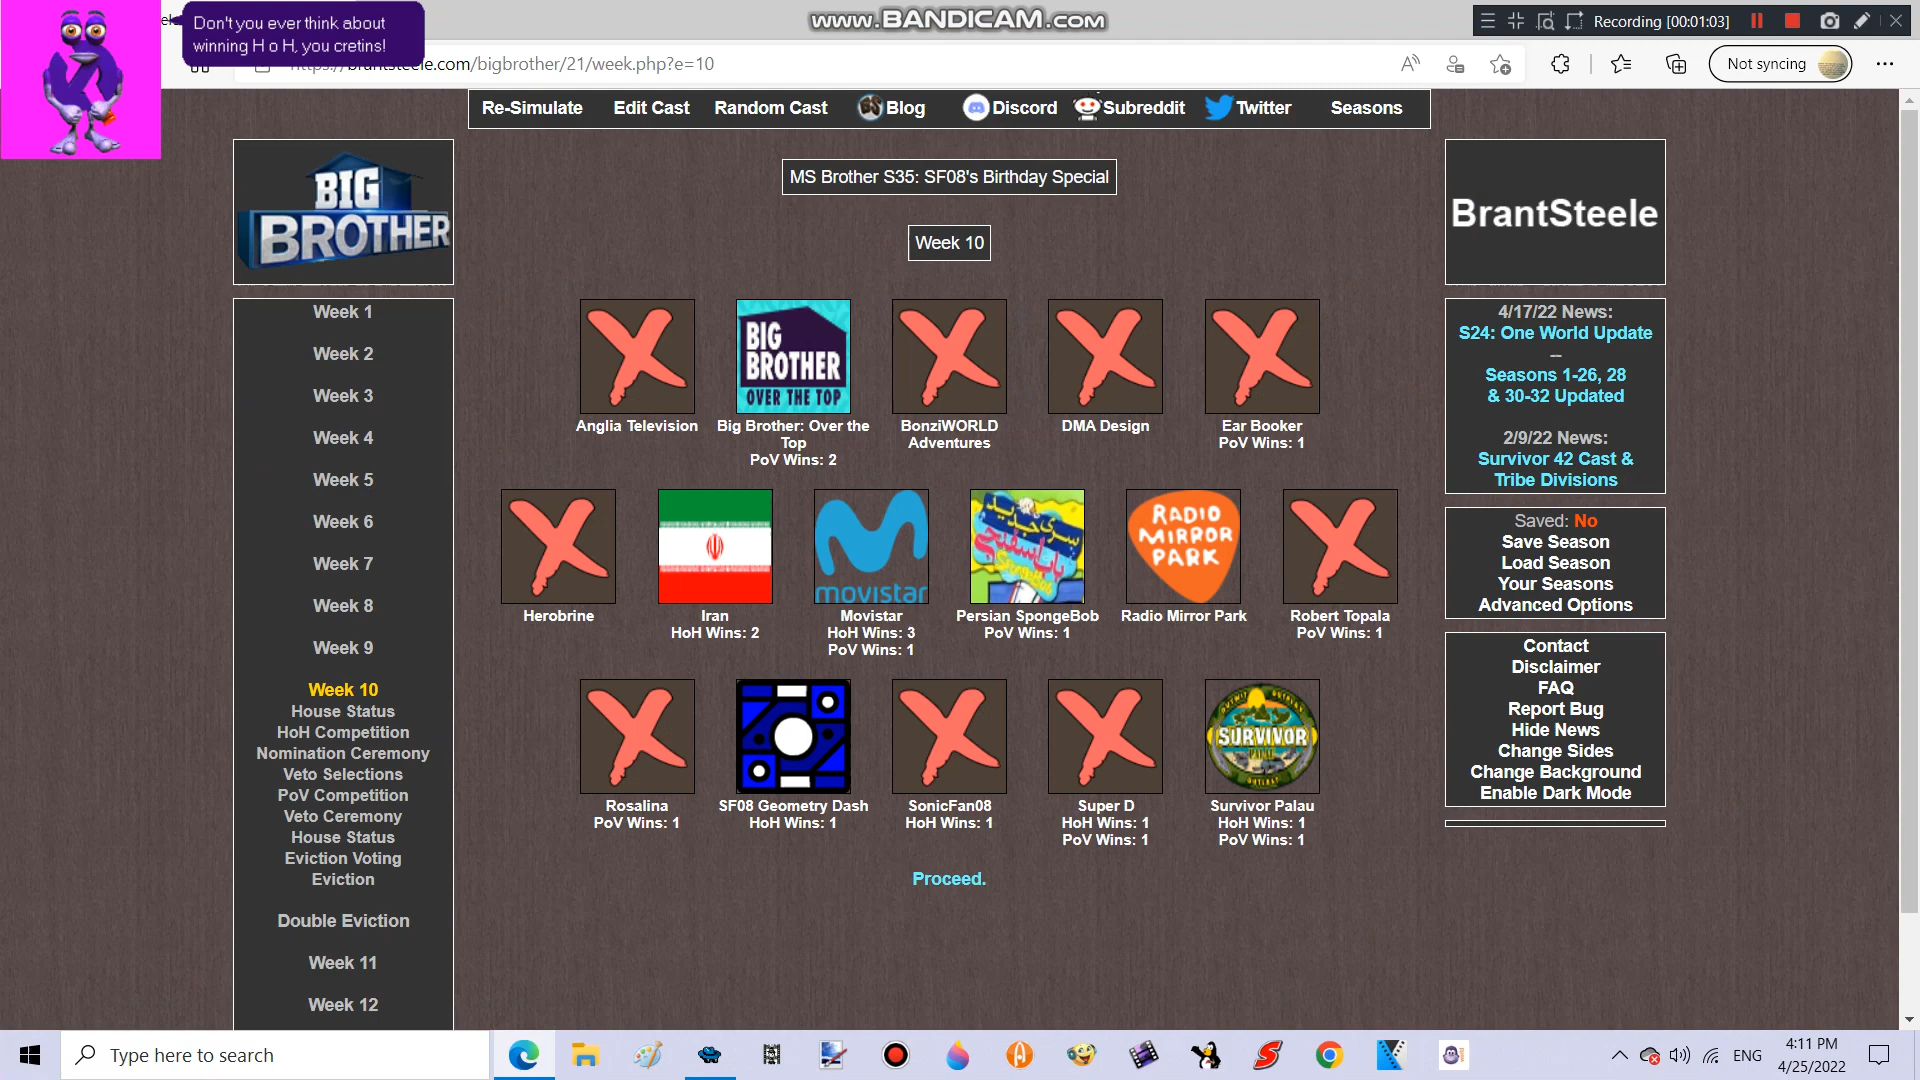 Don't you ever think about
winning H o H, you cretins!
www.BANDICAM.com
Recording [00:01:03]
https://brantsteele.com/bigbrother/21/week.php?e=10
Not syncing
Re-Simulate
Edit Cast
Random Cast
Blog
Discord
Subreddit
Twitter
Seasons
BIG
BROTHER
MS Brother S35: SF08's Birthday Special
Week 10
BrantSteele
Week 1
Week 2
Week 3
Week 4
Week 5
Week 6
Week 7
Week 8
Week 9
Week 10
House Status
HoH Competition
Nomination Ceremony
Veto Selections
PoV Competition
Veto Ceremony
House Status
Eviction Voting
Eviction
Double Eviction
Week 11
Week 12
Anglia Television
BIG
BROTHER
OVER THE TOP
Big Brother: Over the
Top
PoV Wins: 2
BonziWORLD
Adventures
DMA Design
Ear Booker
PoV Wins: 1
Herobrine
Iran
HoH Wins: 2
movistar
Movistar
HoH Wins: 3
PoV Wins: 1
سری جدید
باب اسفنجی
Persian SpongeBob
PoV Wins: 1
RADIO
MIRROR
PARK
Radio Mirror Park
Robert Topala
PoV Wins: 1
Rosalina
PoV Wins: 1
SF08 Geometry Dash
HoH Wins: 1
SonicFan08
HoH Wins: 1
Super D
HoH Wins: 1
PoV Wins: 1
SURVIVOR
PALAU
Survivor Palau
HoH Wins: 1
PoV Wins: 1
Proceed.
4/17/22 News:
S24: One World Update
--
Seasons 1-26, 28
& 30-32 Updated
2/9/22 News:
Survivor 42 Cast &
Tribe Divisions
Saved: No
Save Season
Load Season
Your Seasons
Advanced Options
Contact
Disclaimer
FAQ
Report Bug
Hide News
Change Sides
Change Background
Enable Dark Mode
Type here to search
ENG
4:11 PM
4/25/2022